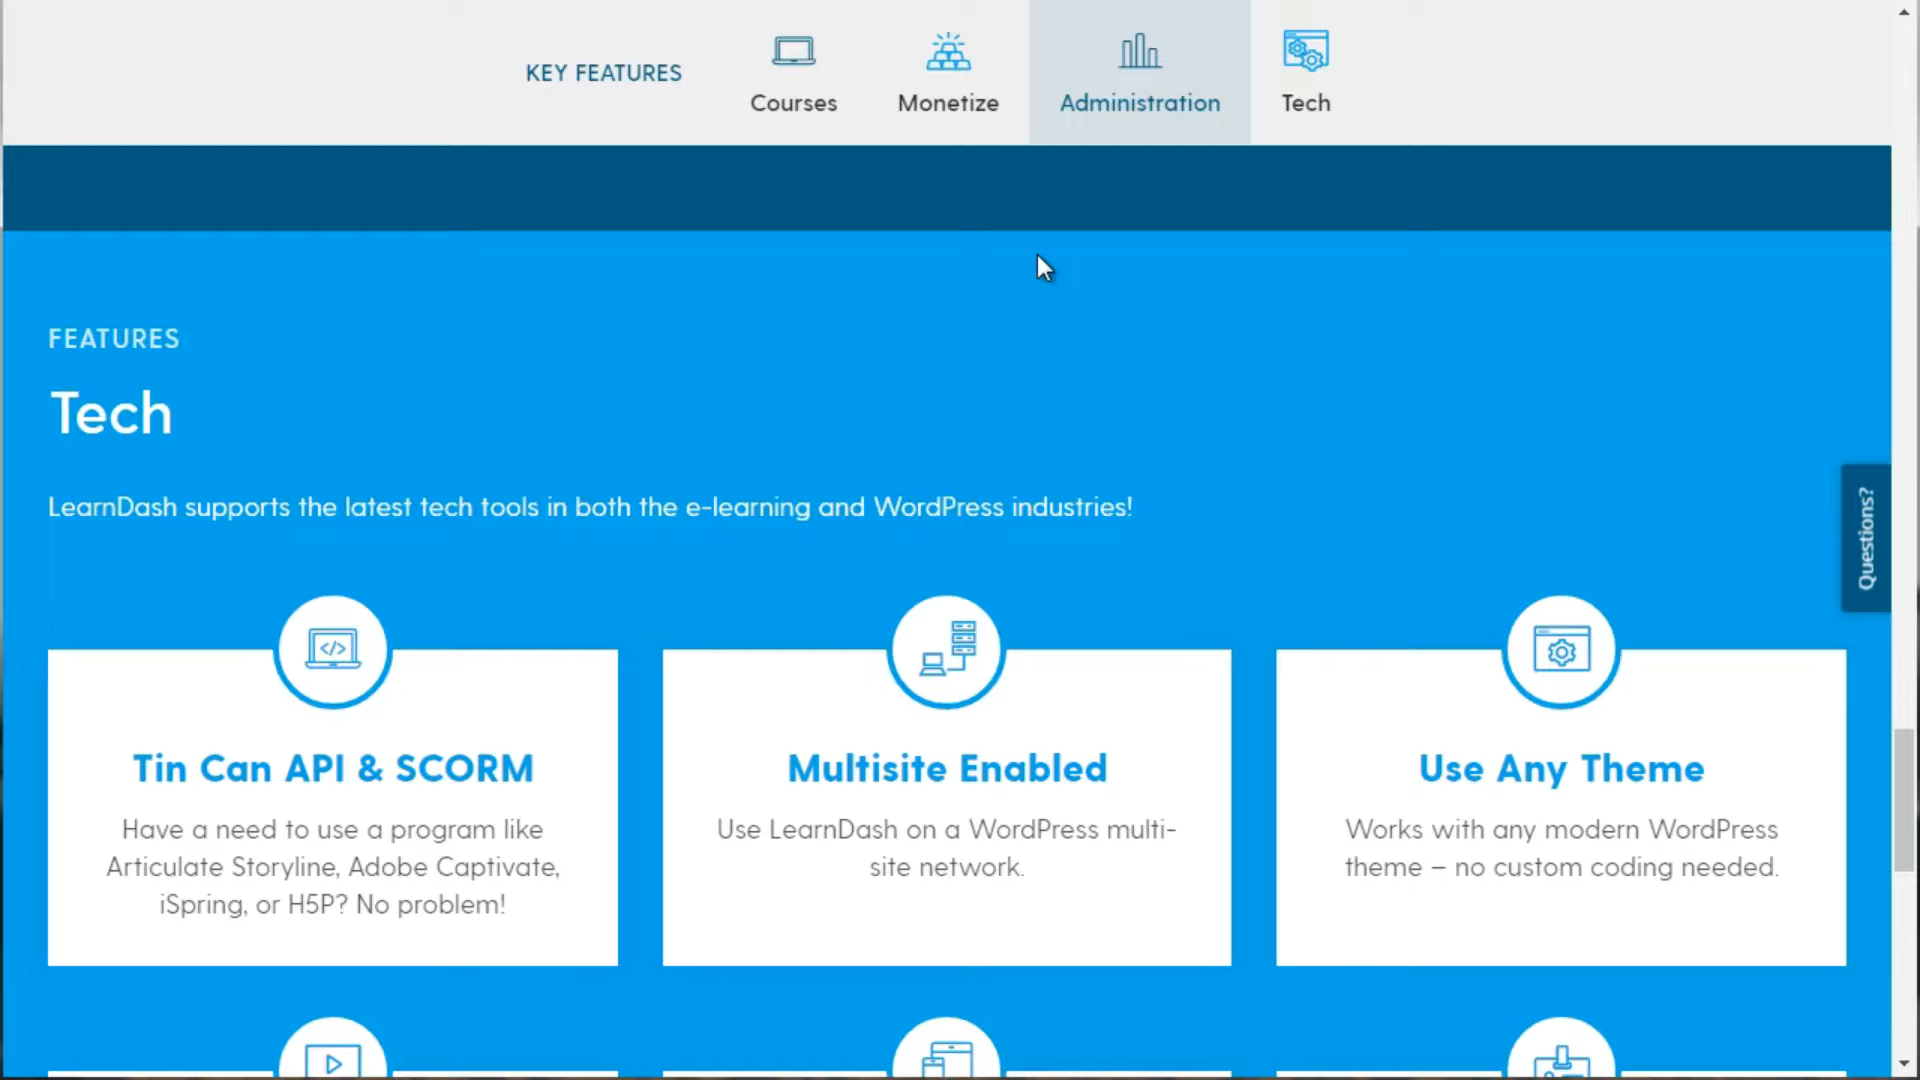 KEY FEATURES
Courses
Monetize
Administration
Tech
FEATURES
Tech
LearnDash supports the latest tech tools in both the e-learning and WordPress industries!
Questions?
Tin Can API & SCORM
Have a need to use a program like
Articulate Storyline, Adobe Captivate,
iSpring, or H5P? No problem!
Multisite Enabled
Use LearnDash on a WordPress multi-
site network.
Use Any Theme
Works with any modern WordPress
theme – no custom coding needed.